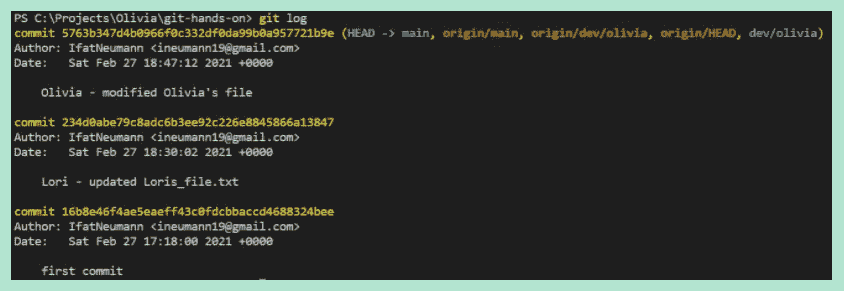 PS C:\Projects\Olivia\git-hands-on> git log
commit 5763b347d4b0966f0c332df0da99b0a957721b9e (HEAD -> main, origin/main, origin/dev/olivia, origin/HEAD, dev/olivia)
Author: IfatNeumann <ineumann19@gmail.com>
Date:   Sat Feb 27 18:47:12 2021 +0000
Olivia - modified Olivia's file
commit 234d0abe79c8adc6b3ee92c226e8845866a13847
Author: IfatNeumann <ineumann19@gmail.com>
Date:   Sat Feb 27 18:30:02 2021 +0000
Lori - updated Loris_file.txt
commit 16b8e46f4ae5eaeff43c0fdcbbaccd4688324bee
Author: IfatNeumann <ineumann19@gmail.com>
Date:   Sat Feb 27 17:18:00 2021 +0000
first commit